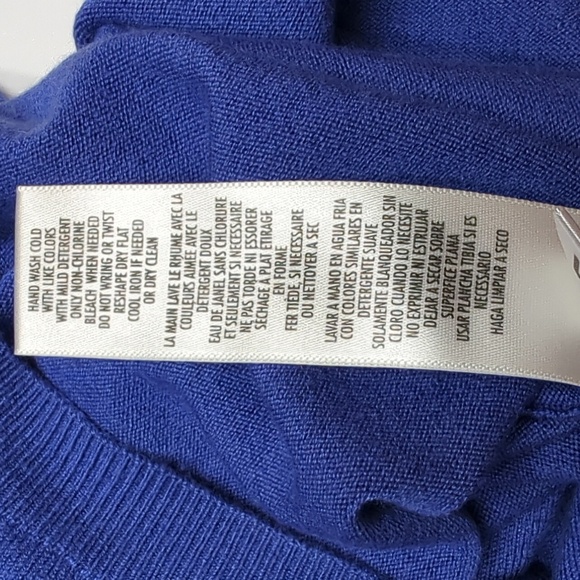 HAND WASH COLD
WITH LIKE COLORS
WITH MILD DETERGENT
ONLY NON-CHLORINE
BLEACH WHEN NEEDED
DO NOT WRING OR TWIST
RESHAPE DRY FLAT
COOL IRON IF NEEDED
OR DRY CLEAN
LA MAIN LAVE LE RHUME AVEC LA
COULEURS AIMÉE AVEC LE
DETERGENT DOUX
EAU DE JANEL SANS CHLORURE
ET SEULEMENT SI NECESSAIRE
NE PAS TORDE NI ESSORER
SÉCHAGE A PLAT ETIRAGE
EN FORME
FER TIEDE, SI NECESSAIRE
OU NETTOYER A SEC
LAVAR A MANO EN AGUA FRIA
CON COLORES SIMILARES EN
DETERGENTE SUAVE
SOLAMENTE BLANQUEADOR SIN
CLORO CUANDO LO NECESITE
NO EXPRIMIR NI ESTRUJAR
DEJAR A SECAR SOBRE
SUPERFICE PLANA
USAR PLANCHA TIBIA SI ES
NECESSARIO
HAGA LIMPIAR A SECO